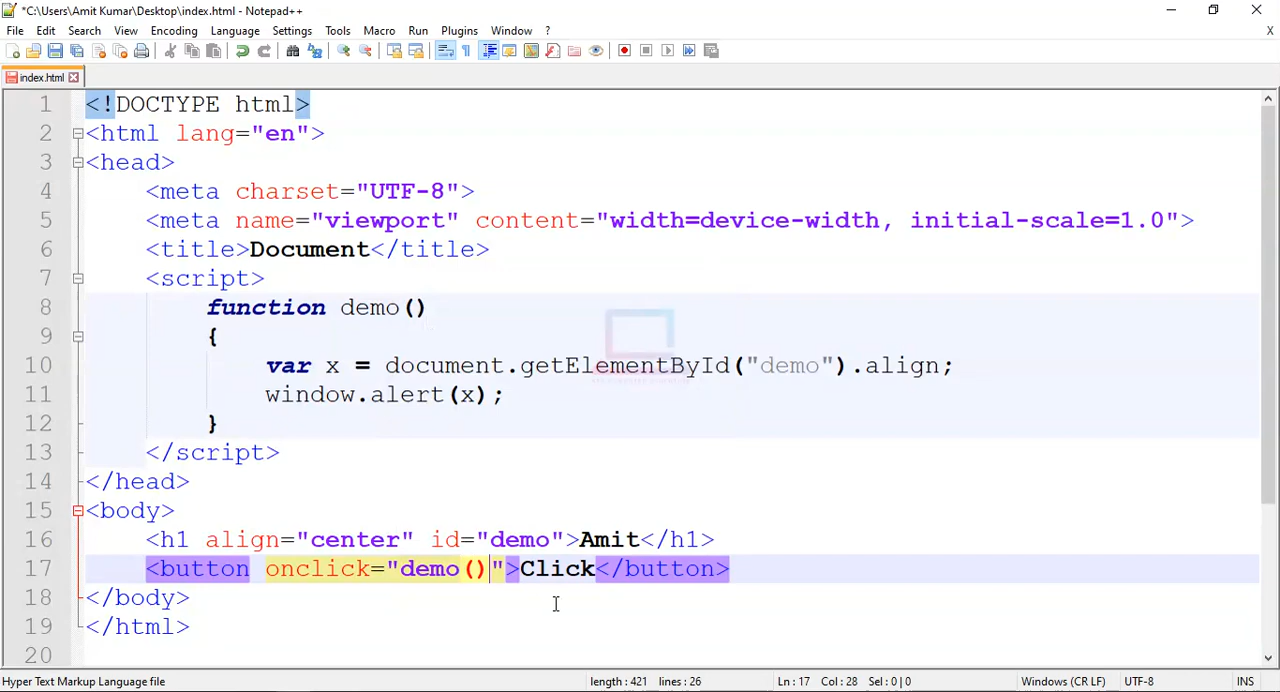 *C:\Users\Amit Kumar\Desktop\index.html - Notepad++
File Edit Search View Encoding Language Settings Tools Macro Run Plugins Window ? X
index.html
1 <!DOCTYPE html>
2 <html lang="en">
3 <head>
4 <meta charset="UTF-8">
5 <meta name="viewport" content="width=device-width, initial-scale=1.0">
6 <title>Document</title>
7 <script>
8 function demo()
9 {
10 var x = document.getElementById("demo").align;
11 window.alert(x);
12 }
13 </script>
14 </head>
15 <body>
16 <h1 align="center" id="demo">Amit</h1>
17 <button onclick="demo()">Click</button>
18 </body>
19 </html>
20
Hyper Text Markup Language file length : 421 lines : 26 Ln : 17 Col : 28 Sel : 0 | 0 Windows (CR LF) UTF-8 INS